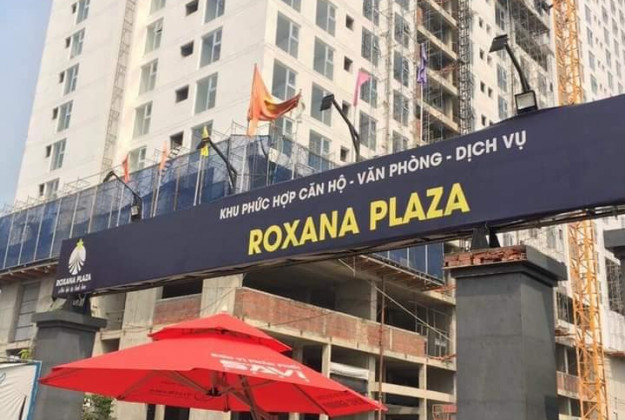 KHU PHỨC HỢP CĂN HỘ - VĂN PHÒNG - DỊCH VỤ
ROXANA PLAZA
ROXANA PLAZA